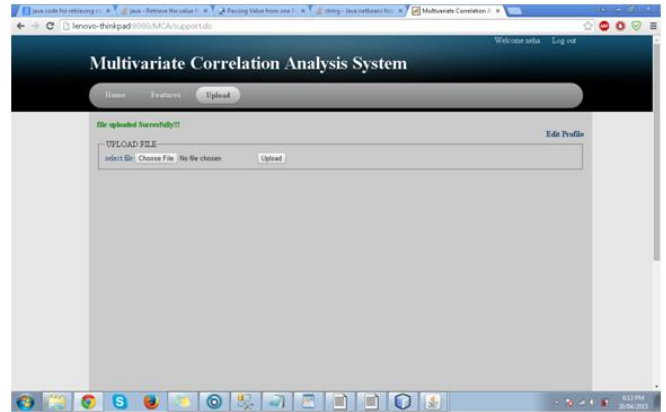 java code for retrieving co
java - Retrieve the value fr
Passing Value from one F
string - Java netbeans
Multivariate Correlation A
lenovo-thinkpad:8080/MCA/support.do
Welcome neha Log out
Multivariate Correlation Analysis System
Home Features Upload
file uploaded Succesfully!!!
Edit Profile
UPLOAD FILE
select file Choose File No file chosen Upload
6:13 PM
20/04/2015